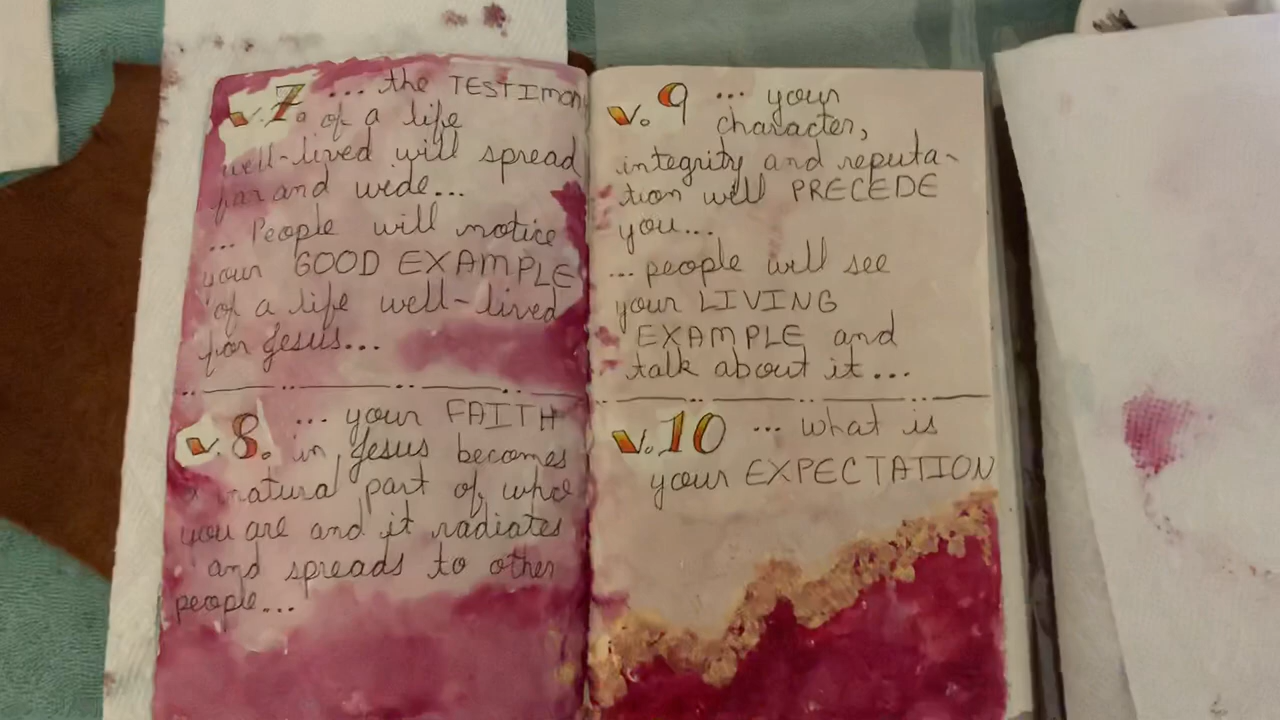 v.7. ... the TESTIMON
of a life
well-lived will spread
far and wide...
... People will notice
your GOOD EXAMPLE
of a life well-lived
for Jesus...
v.8. ... your FAITH
in Jesus becomes
a natural part of who
you are and it radiates
and spreads to other
people...
v.9 ... your
character,
integrity and reputa-
tion will PRECEDE
you...
... people will see
your LIVING
EXAMPLE and
talk about it...
v.10 ... what is
your EXPECTATION